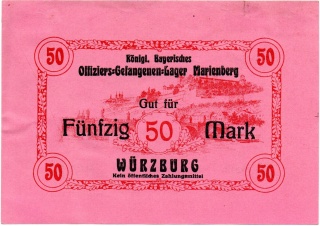 50 50
Königl. Bayerisches
Offiziers-Gefangenen-Lager Marienberg
Gut für
Fünfzig 50 Mark
WÜRZBURG
Kein öffentliches Zahlungsmittel
50 50